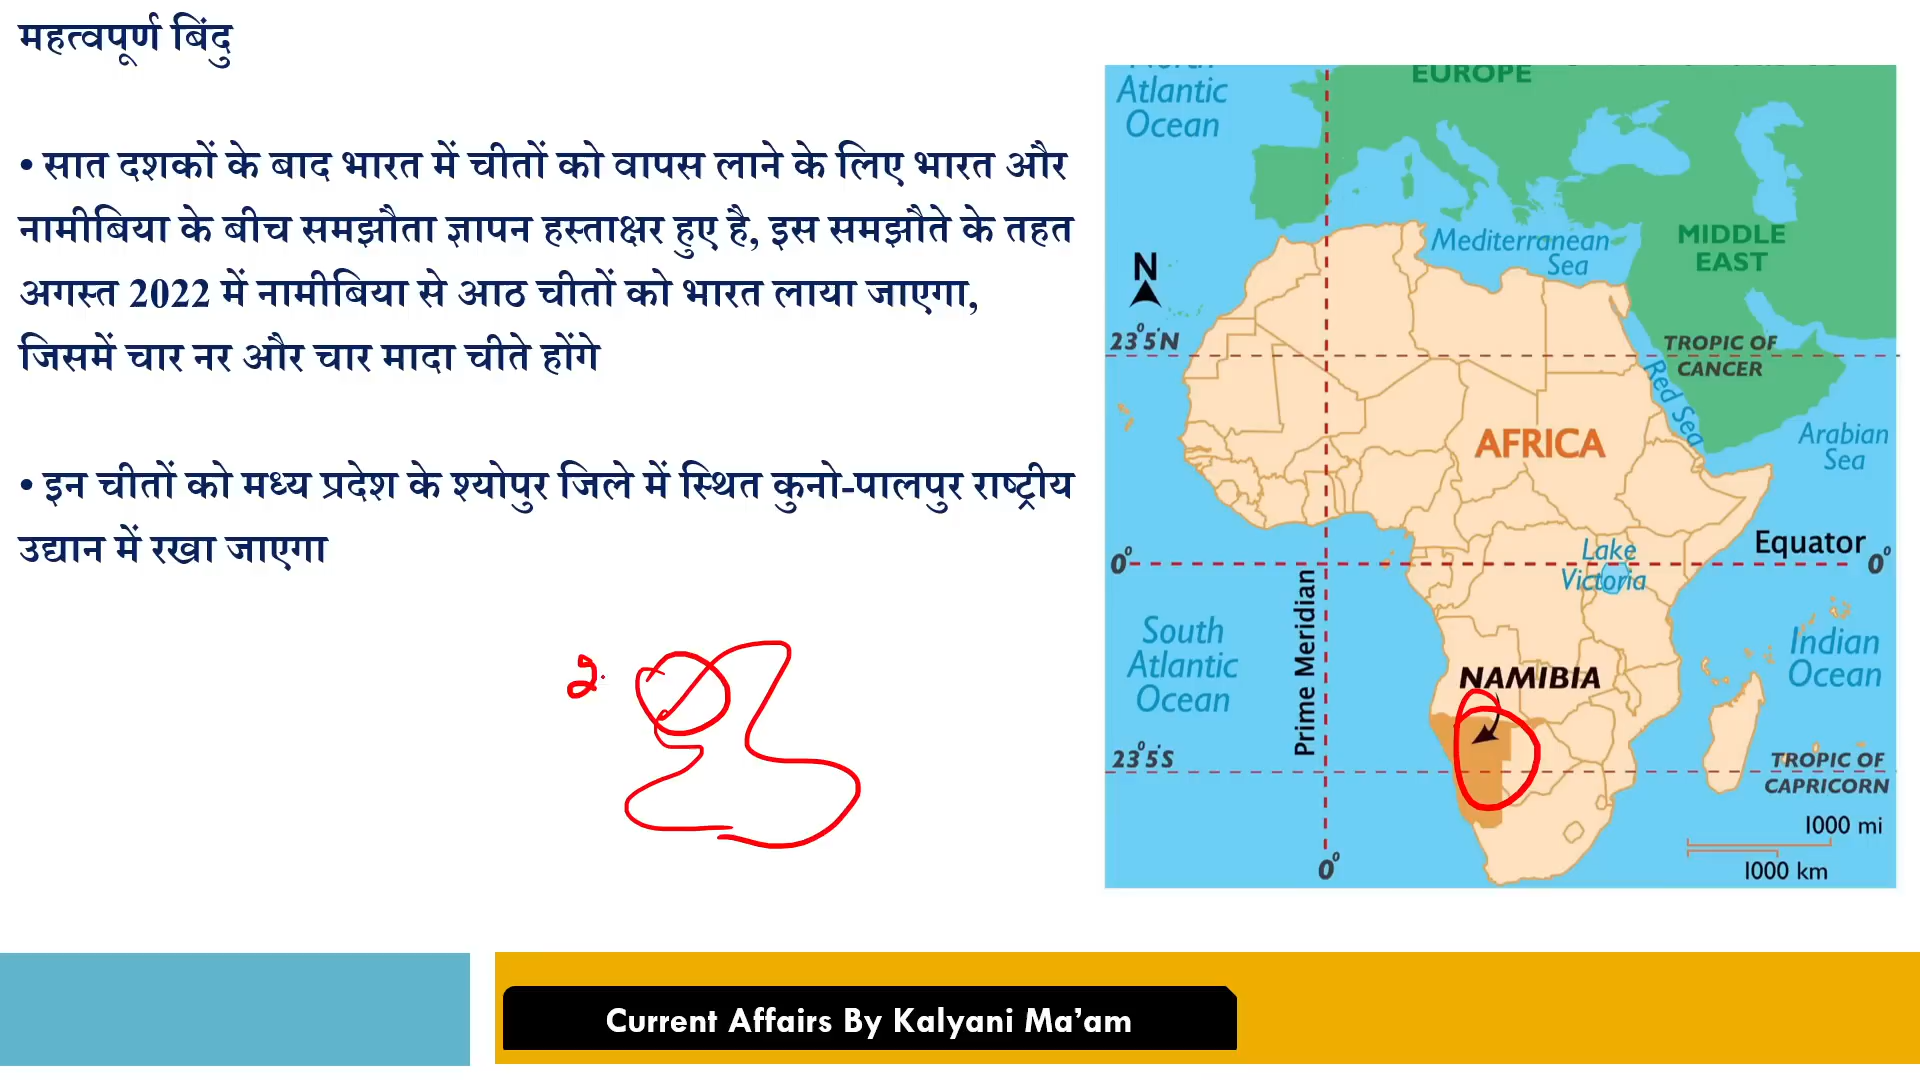 महत्वपूर्ण बिंदु
• सात दशकों के बाद भारत में चीतों को वापस लाने के लिए भारत और
नामीबिया के बीच समझौता ज्ञापन हस्ताक्षर हुए है, इस समझौते के तहत
अगस्त 2022 में नामीबिया से आठ चीतों को भारत लाया जाएगा,
जिसमें चार नर और चार मादा चीते होंगे
• इन चीतों को मध्य प्रदेश के श्योपुर जिले में स्थित कुनो-पालपुर राष्ट्रीय
उद्यान में रखा जाएगा
2.
North
Atlantic
Ocean
EUROPE
Mediterranean
Sea
MIDDLE
EAST
N
23°5'N
TROPIC OF
CANCER
Red Sea
AFRICA
Arabian
Sea
Equator
0°
0°
Lake
Victoria
Prime Meridian
South
Atlantic
Ocean
Indian
Ocean
NAMIBIA
23°5'S
TROPIC OF
CAPRICORN
1000 mi
1000 km
0°
Current Affairs By Kalyani Ma’am